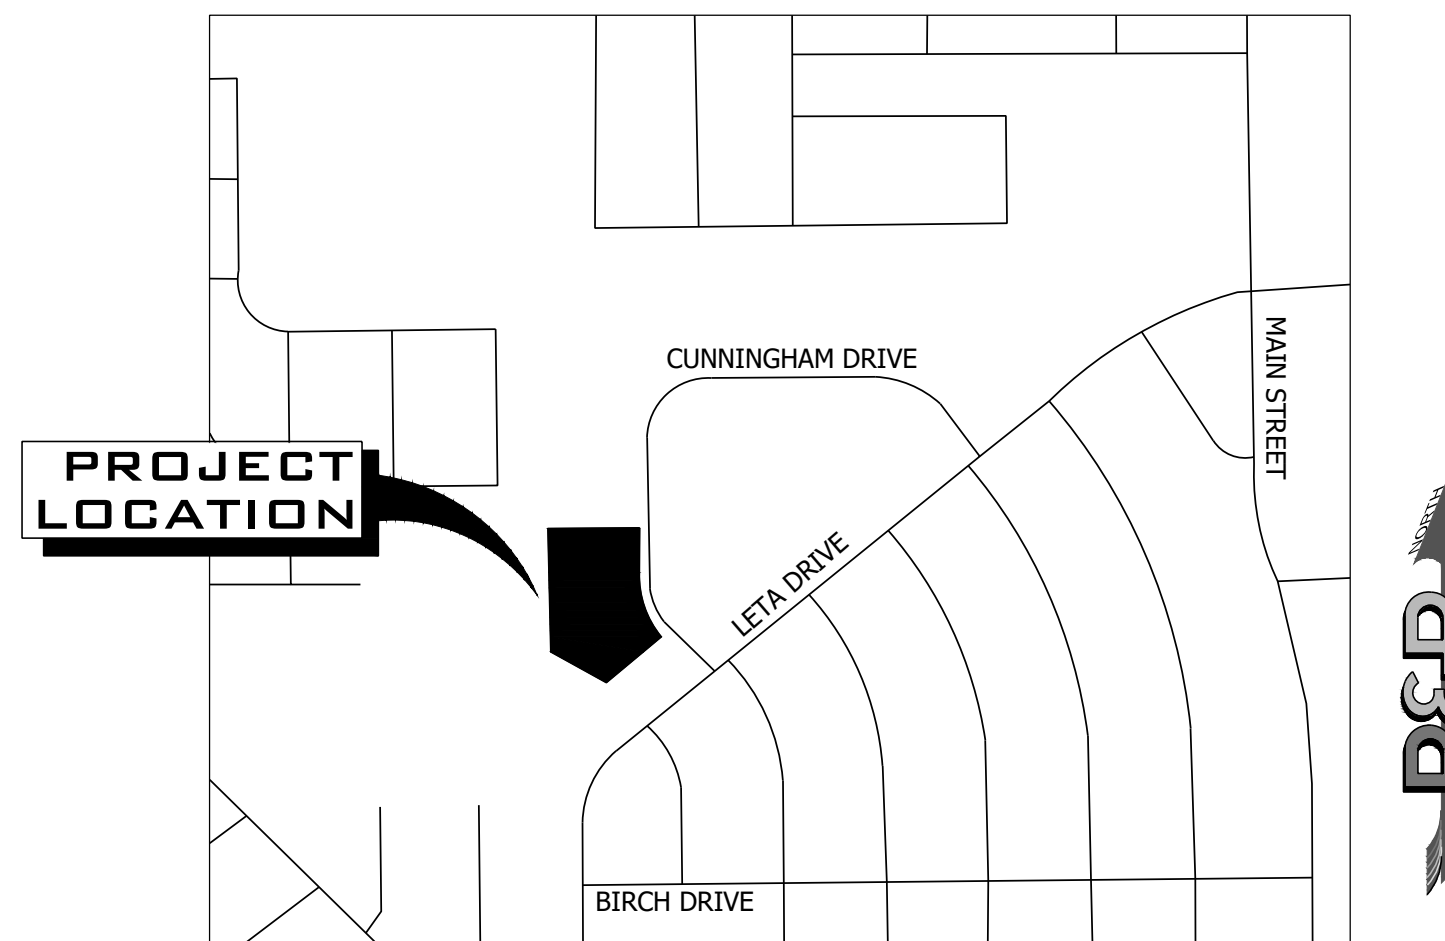 CUNNINGHAM DRIVE
MAIN STREET
PROJECT
LOCATION
LETA DRIVE
NORTH
BIRCH DRIVE